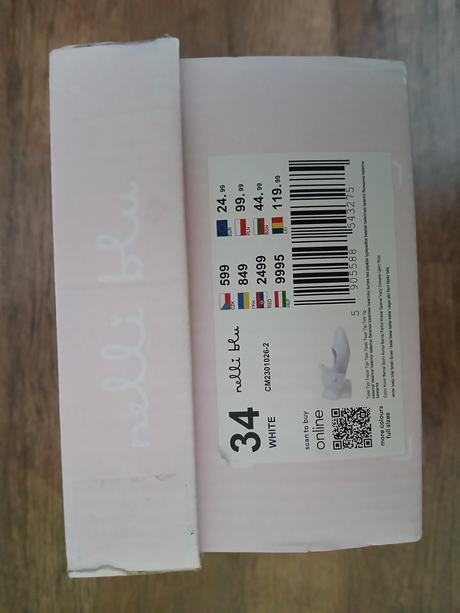 nelli blu
34
WHITE
nelli blu
CM2301026-2
599
849
2499
9995
24.99
99.99
44.99
119.99
5 905588 543275
scan to buy
online
more colours
full sizes